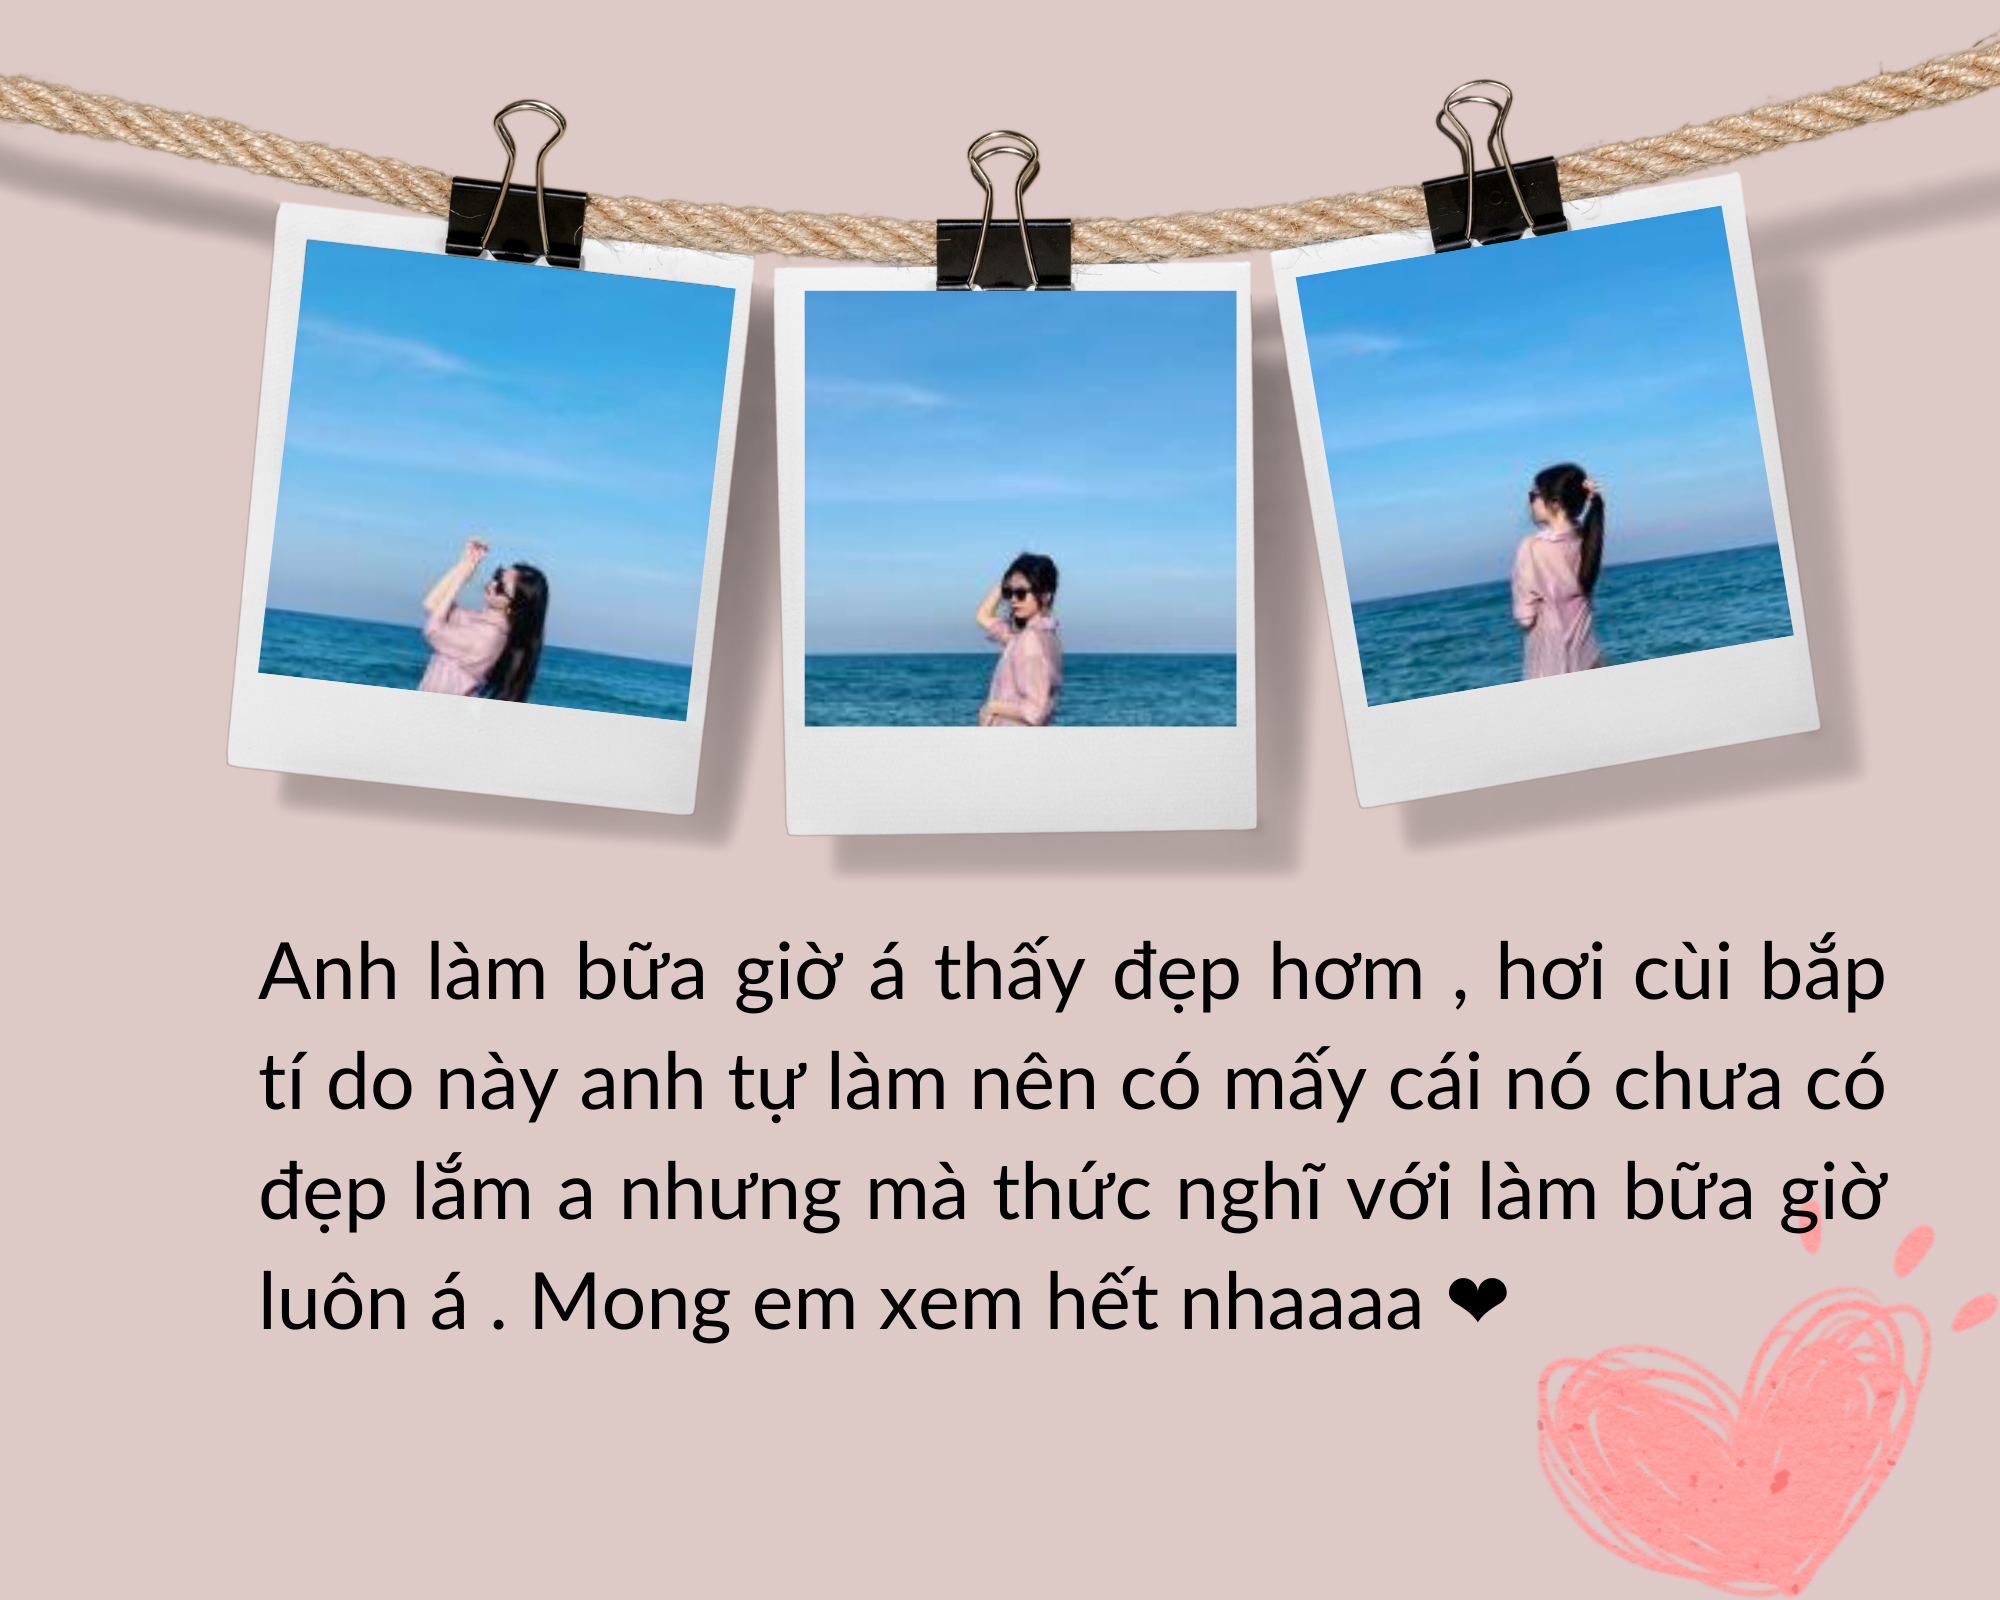 Anh làm bữa giờ á thấy đẹp hơm , hơi cùi bắp
tí do này anh tự làm nên có mấy cái nó chưa có
đẹp lắm a nhưng mà thức nghĩ với làm bữa giờ
luôn á . Mong em xem hết nhaaaa ❤